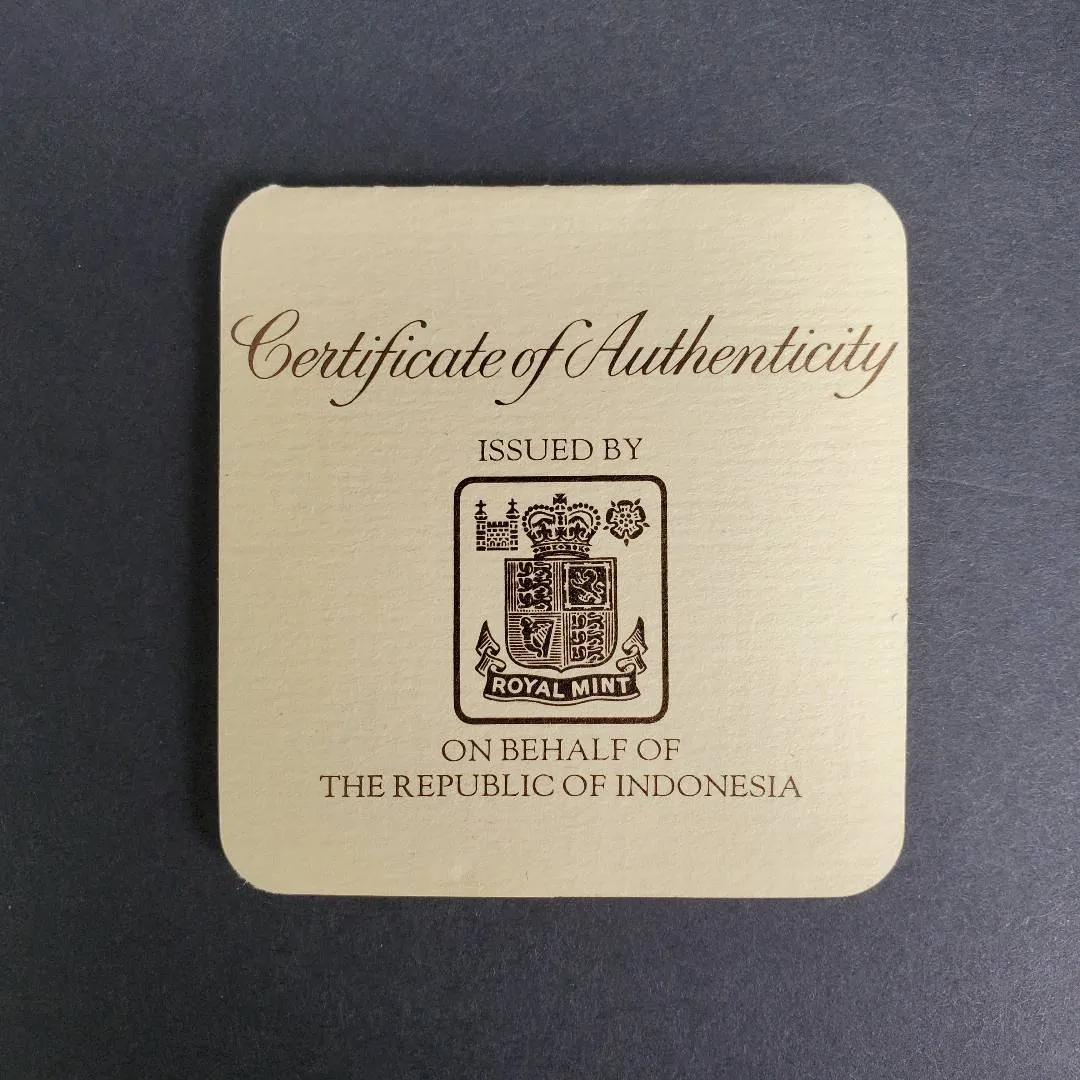 Certificate of Authenticity
ISSUED BY
ROYAL MINT
ON BEHALF OF
THE REPUBLIC OF INDONESIA